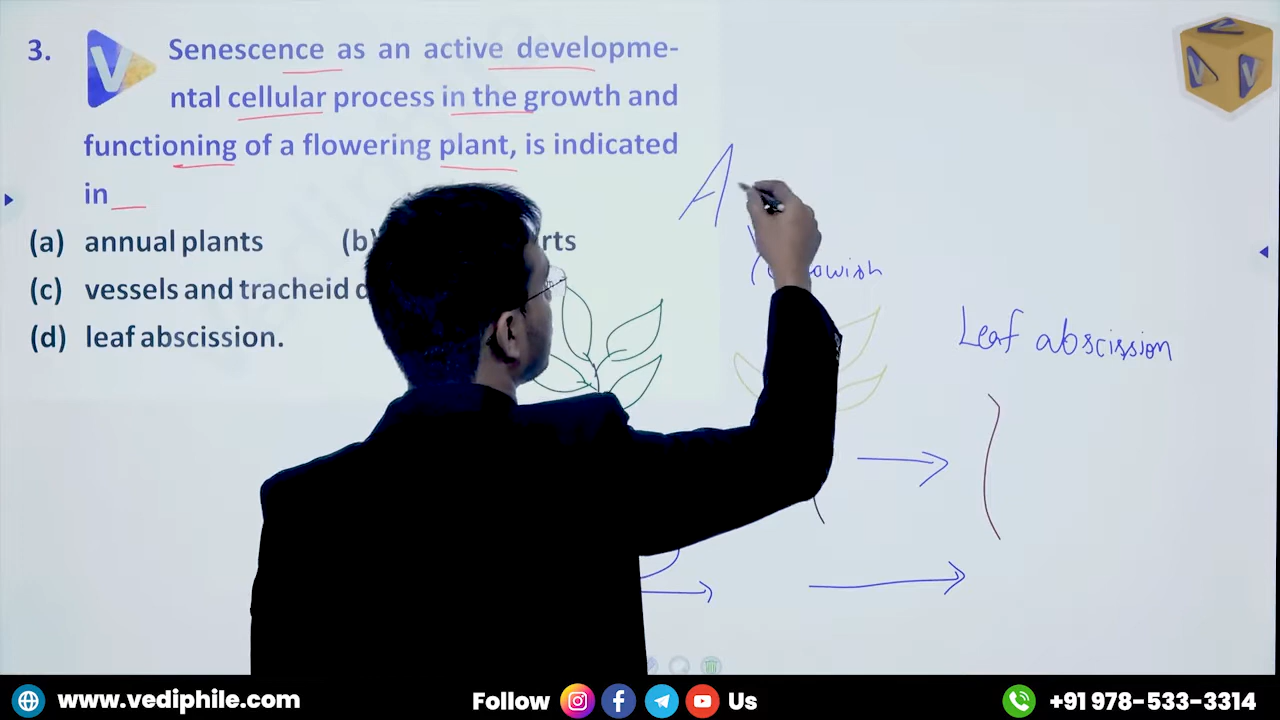 3. Senescence as an active developme-
ntal cellular process in the growth and
functioning of a flowering plant, is indicated
in
(a) annual plants (b)
(c) vessels and tracheid
(d) leaf abscission.
A
Leaf abscission
www.vediphile.com Follow Us +91 978-533-3314